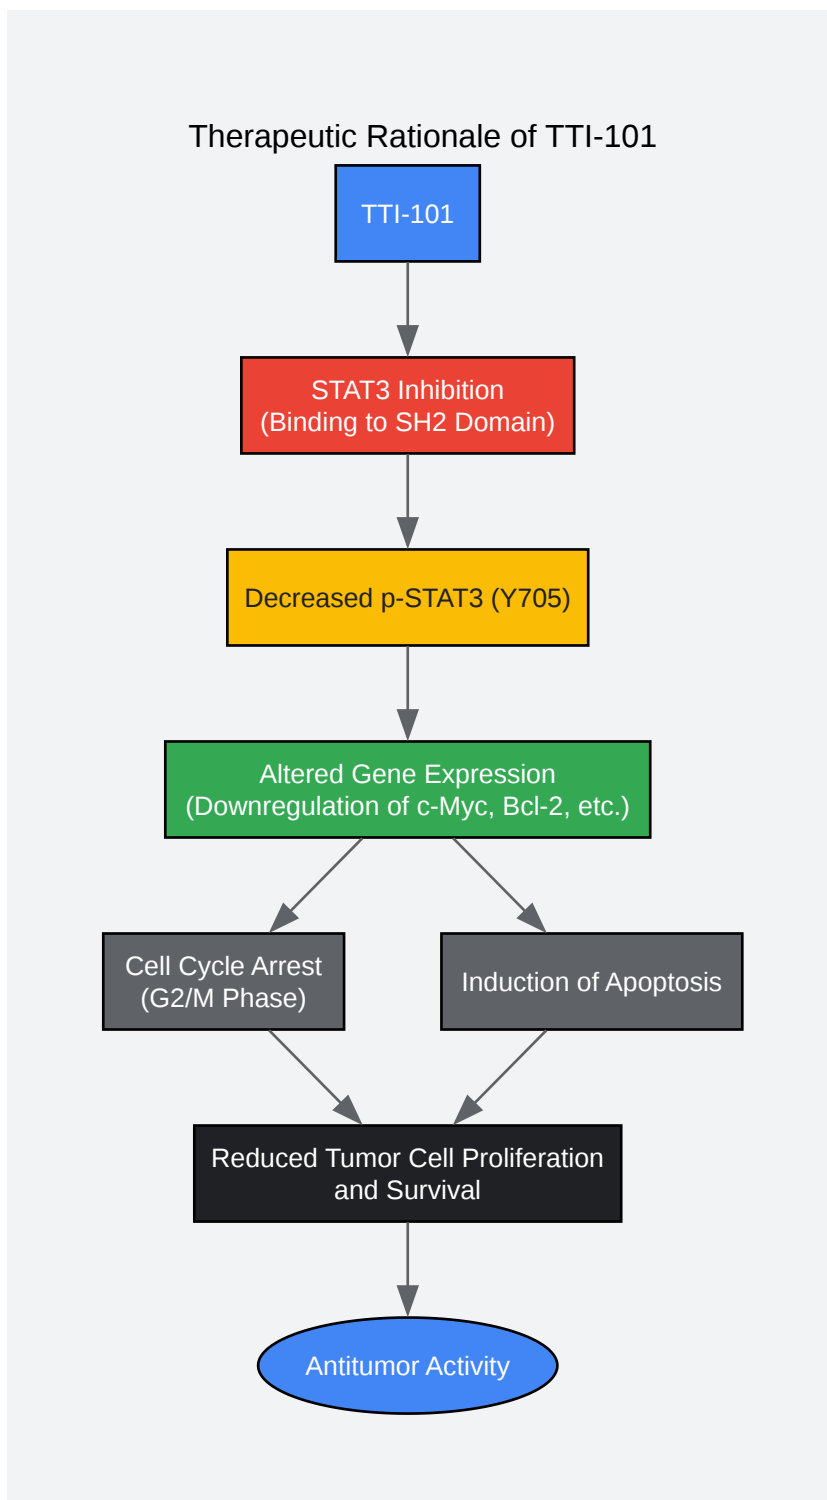 Therapeutic Rationale of TTI-101
TTI-101
STAT3 Inhibition
(Binding to SH2 Domain)
Decreased p-STAT3 (Y705)
Altered Gene Expression
(Downregulation of c-Myc, Bcl-2, etc.)
Cell Cycle Arrest
(G2/M Phase)
Induction of Apoptosis
Reduced Tumor Cell Proliferation
and Survival
Antitumor Activity